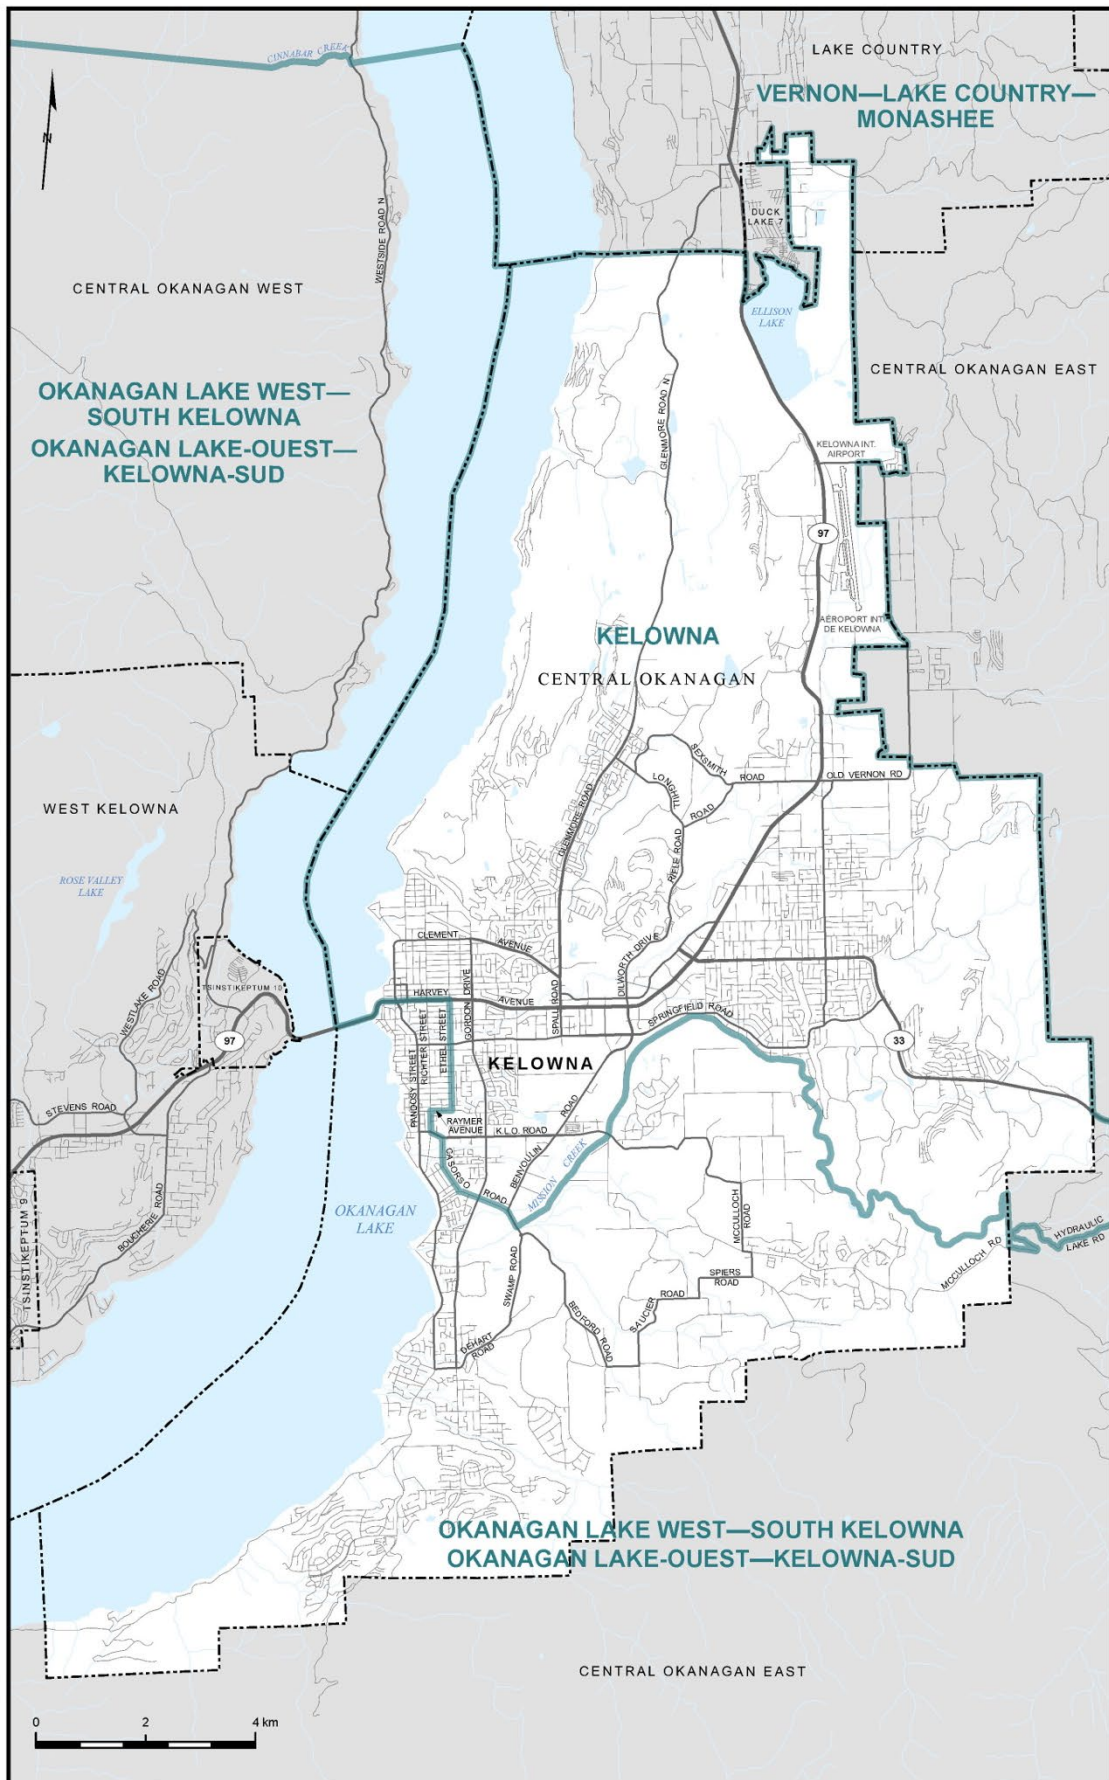 CINNABAR CREEK
LAKE COUNTRY
VERNON—LAKE COUNTRY—
MONASHEE
N
WESTSIDE ROAD N
DUCK
LAKE 7
CENTRAL OKANAGAN WEST
ELLISON
LAKE
CENTRAL OKANAGAN EAST
OKANAGAN LAKE WEST—
SOUTH KELOWNA
OKANAGAN LAKE-OUEST—
KELOWNA-SUD
GLENMORE ROAD N
KELOWNA INT.
AIRPORT
97
AÉROPORT INT.
DE KELOWNA
KELOWNA
CENTRAL OKANAGAN
SEXSMITH
ROAD
OLD VERNON RD
LONGHILL
ROAD
WEST KELOWNA
GLENMORE ROAD
RIFLE ROAD
ROSE VALLEY
LAKE
CLEMENT
AVENUE
DILWORTH DRIVE
WESTLAKE ROAD
TSINSTIKEPTUM 10
HARVEY
AVENUE
GORDON DRIVE
SPALL ROAD
SPRINGFIELD ROAD
97
33
PANDOSY STREET
RICHTER STREET
ETHEL STREET
KELOWNA
STEVENS ROAD
RAYMER
AVENUE
K.L.O. ROAD
BENVOULIN
ROAD
MISSION CREEK
CASORSO
ROAD
OKANAGAN
LAKE
MCCULLOCH
ROAD
TSINSTIKEPTUM 9
BOUCHERIE ROAD
HYDRAULIC
LAKE RD
MCCULLOCH RD
SWAMP ROAD
SPIERS
ROAD
SAUCIER
ROAD
BEDFORD ROAD
DEHART
ROAD
OKANAGAN LAKE WEST—SOUTH KELOWNA
OKANAGAN LAKE-OUEST—KELOWNA-SUD
CENTRAL OKANAGAN EAST
0
2
4 km